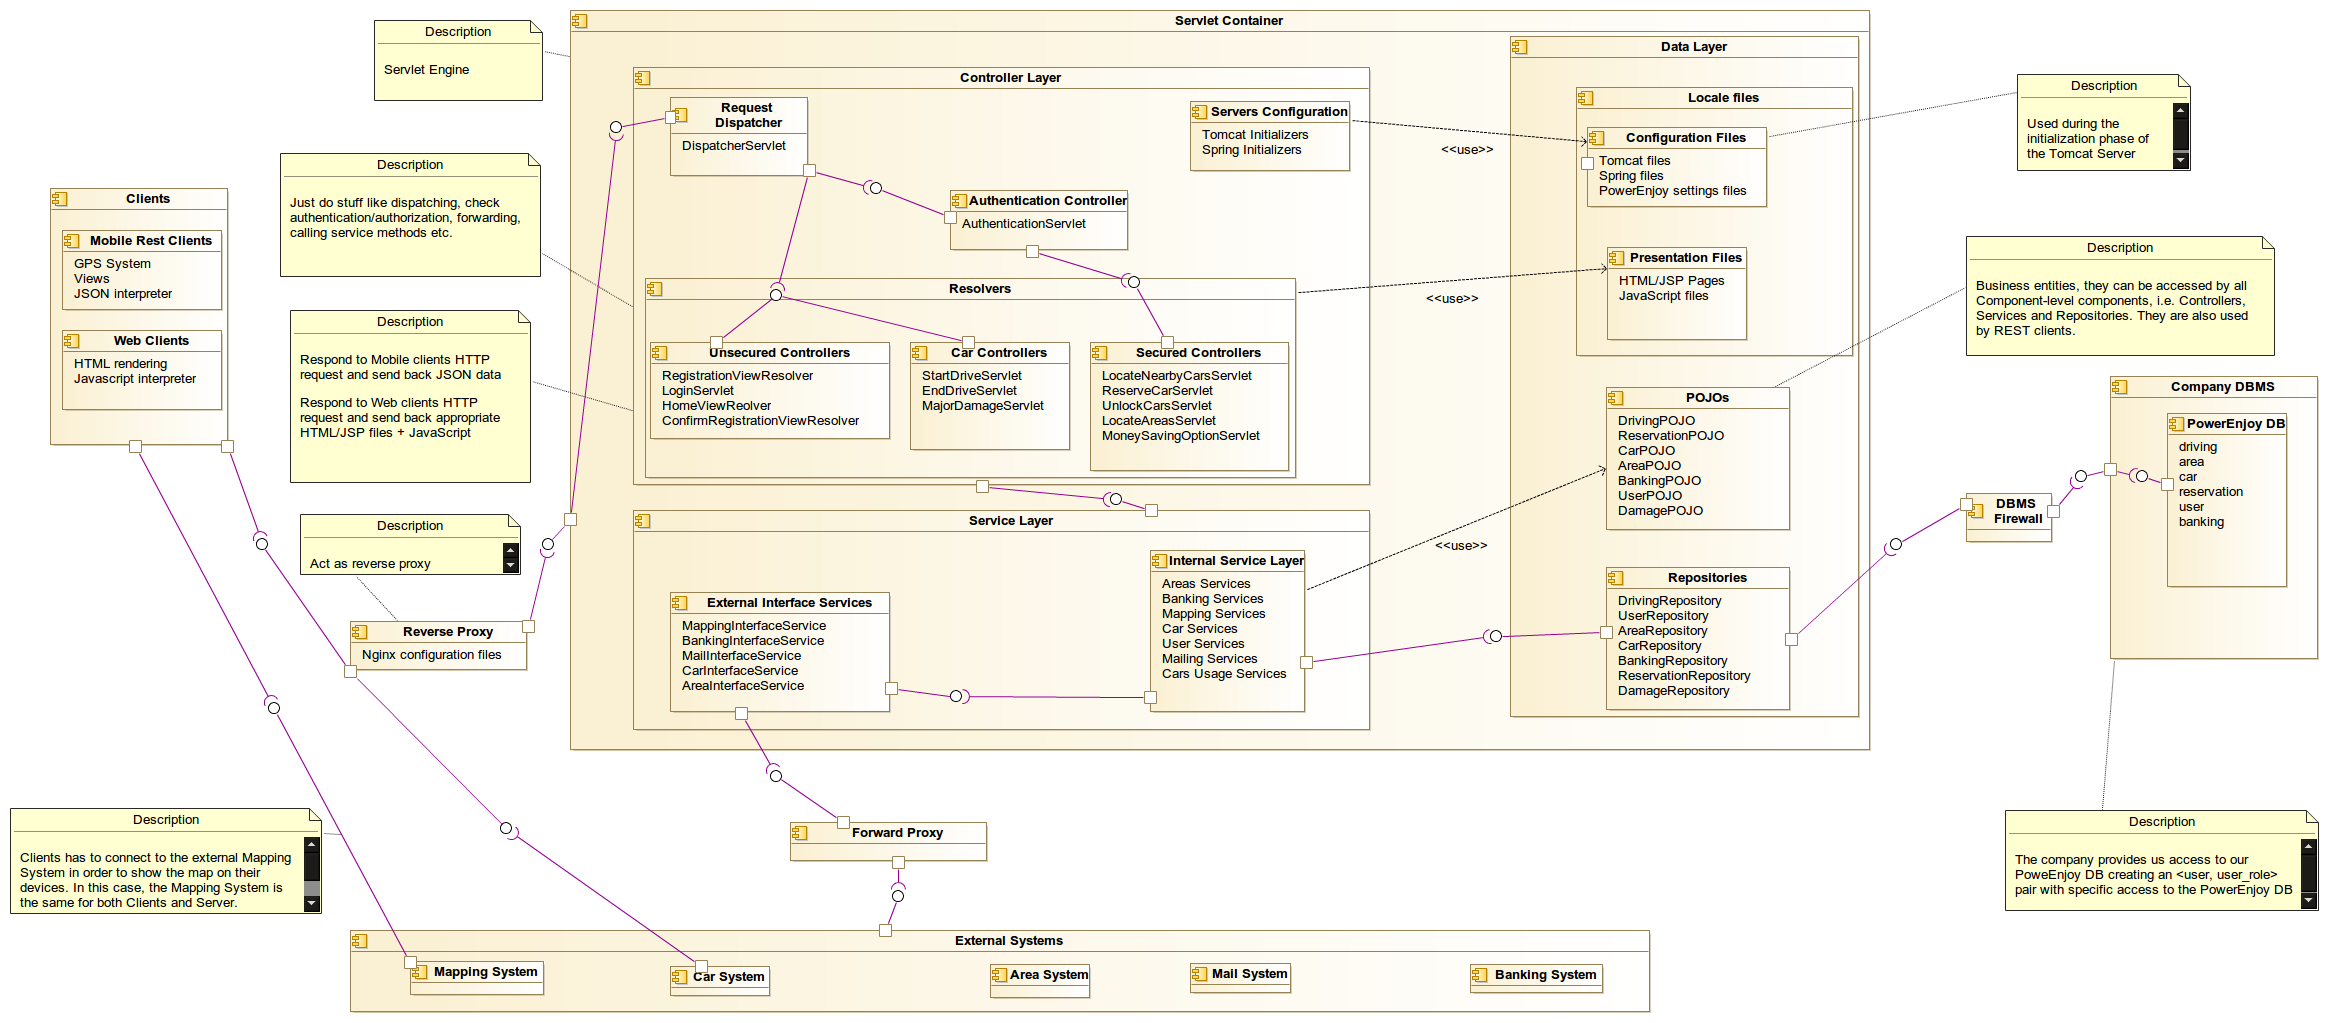 Description
Servlet Engine
Servlet Container
Controller Layer
Request
Dispatcher
DispatcherServlet
Servers Configuration
Tomcat Initializers
Spring Initializers
Authentication Controller
AuthenticationServlet
Resolvers
Unsecured Controllers
RegistrationViewResolver
LoginServlet
HomeViewReolver
ConfirmRegistrationViewResolver
Car Controllers
StartDriveServlet
EndDriveServlet
MajorDamageServlet
Secured Controllers
LocateNearbyCarsServlet
ReserveCarServlet
UnlockCarsServlet
LocateAreasServlet
MoneySavingOptionServlet
Data Layer
Locale files
Configuration Files
Tomcat files
Spring files
PowerEnjoy settings files
<<use>>
Presentation Files
HTML/JSP Pages
JavaScript files
<<use>>
POJOs
DrivingPOJO
ReservationPOJO
CarPOJO
AreaPOJO
BankingPOJO
UserPOJO
DamagePOJO
<<use>>
Repositories
DrivingRepository
UserRepository
AreaRepository
CarRepository
BankingRepository
ReservationRepository
DamageRepository
Service Layer
External Interface Services
MappingInterfaceService
BankingInterfaceService
MailInterfaceService
CarInterfaceService
AreaInterfaceService
Internal Service Layer
Areas Services
Banking Services
Mapping Services
Car Services
User Services
Mailing Services
Cars Usage Services
Description
Just do stuff like dispatching, check
authentication/authorization, forwarding,
calling service methods etc.
Description
Respond to Mobile clients HTTP
request and send back JSON data
Respond to Web clients HTTP
request and send back appropriate
HTML/JSP files + JavaScript
Description
Act as reverse proxy
Reverse Proxy
Nginx configuration files
Clients
Mobile Rest Clients
GPS System
Views
JSON interpreter
Web Clients
HTML rendering
Javascript interpreter
Description
Used during the
initialization phase of
the Tomcat Server
Description
Business entities, they can be accessed by all
Component-level components, i.e. Controllers,
Services and Repositories. They are also used
by REST clients.
Company DBMS
PowerEnjoy DB
driving
area
car
reservation
user
banking
DBMS
Firewall
Description
The company provides us access to our
PoweEnjoy DB creating an <user, user_role>
pair with specific access to the PowerEnjoy DB
Description
Clients has to connect to the external Mapping
System in order to show the map on their
devices. In this case, the Mapping System is
the same for both Clients and Server.
Forward Proxy
External Systems
Mapping System
Car System
Area System
Mail System
Banking System